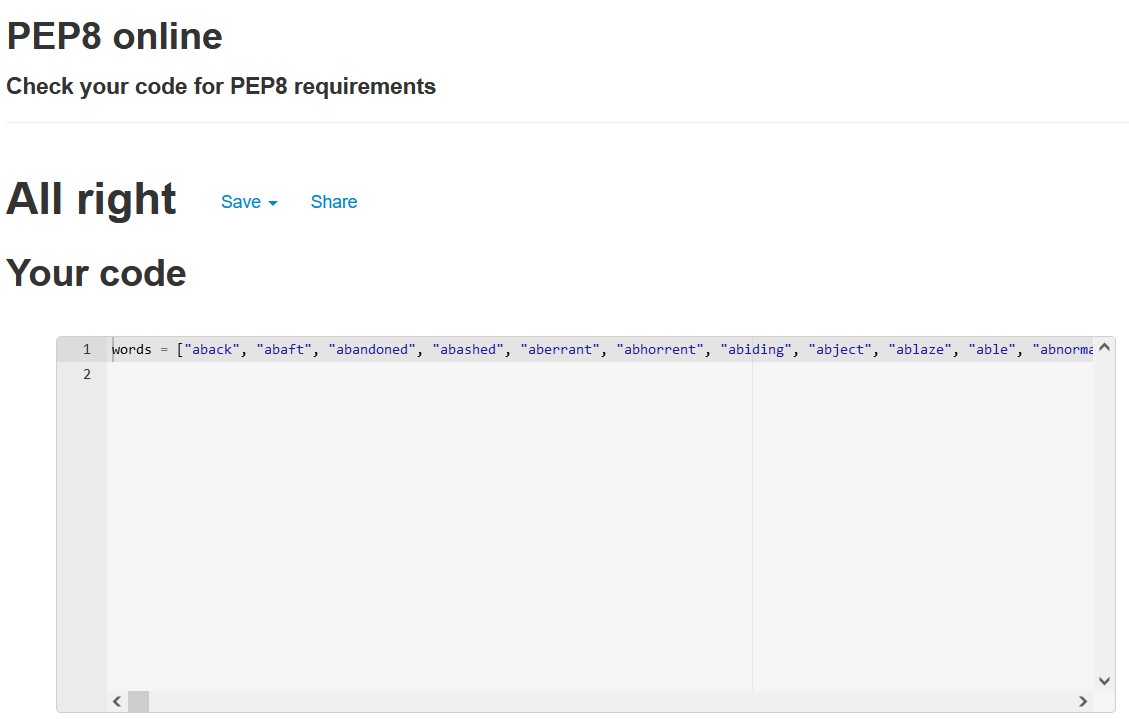 PEP8 online
Check your code for PEP8 requirements
All right Save Share
Your code
1 words = ["aback", "abaft", "abandoned", "abashed", "aberrant", "abhorrent", "abiding", "abject", "ablaze", "able", "abnorma
2